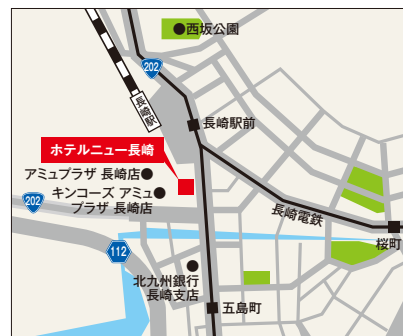 西坂公園
202
長崎駅
長崎駅前
ホテルニュー長崎
アミュプラザ 長崎店
キンコーズ アミュ
プラザ 長崎店
202
長崎電鉄
桜町
112
北九州銀行
長崎支店
五島町